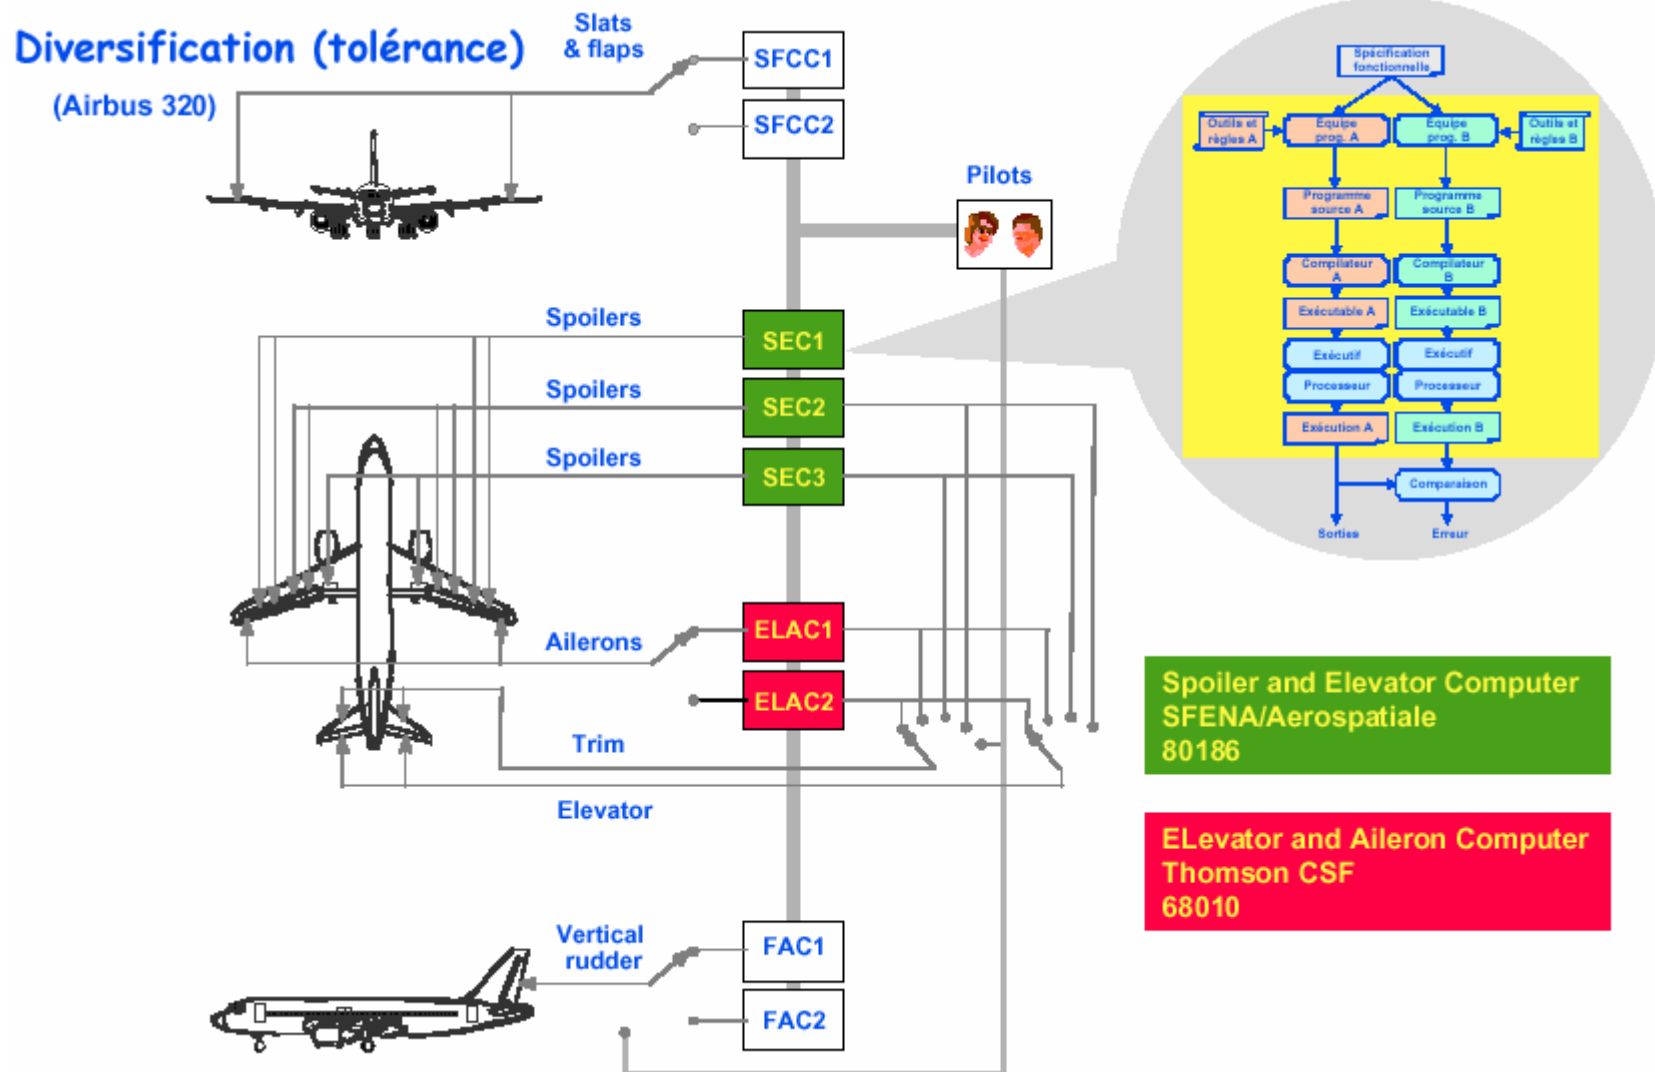 Diversification (tolérance)
(Airbus 320)
Slats
& flaps
SFCC1
SFCC2
Pilots
Spoilers
SEC1
Spoilers
SEC2
Spoilers
SEC3
Ailerons
ELAC1
ELAC2
Trim
Elevator
Vertical
rudder
FAC1
FAC2
Spécification
fonctionnelle
Outils et
règles A
Equipe
prog. A
Equipe
prog. B
Outils et
règles B
Programme
source A
Programme
source B
Compilateur
A
Compilateur
B
Exécutable A
Exécutable B
Exécutif
Exécutif
Processeur
Processeur
Exécution A
Exécution B
Comparaison
Sorties
Erreur
Spoiler and Elevator Computer
SFENA/Aerospatiale
80186
ELevator and Aileron Computer
Thomson CSF
68010